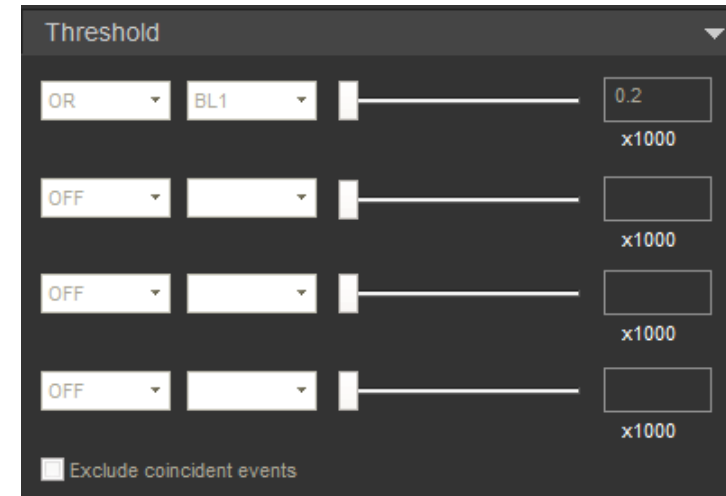 Threshold
OR BL1 0.2
x1000
OFF
x1000
OFF
x1000
OFF
x1000
Exclude coincident events